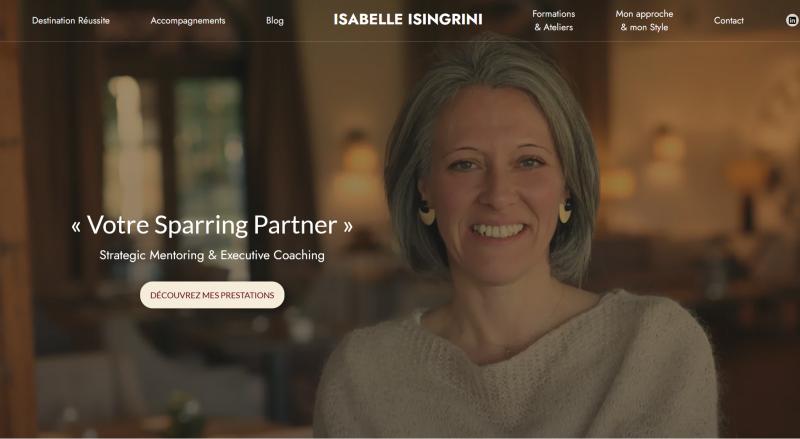 Destination Réussite
Accompagnements
Blog
ISABELLE ISINGRINI
Formations
& Ateliers
Mon approche
& mon Style
Contact
in
« Votre Sparring Partner »
Strategic Mentoring & Executive Coaching
DÉCOUVREZ MES PRESTATIONS